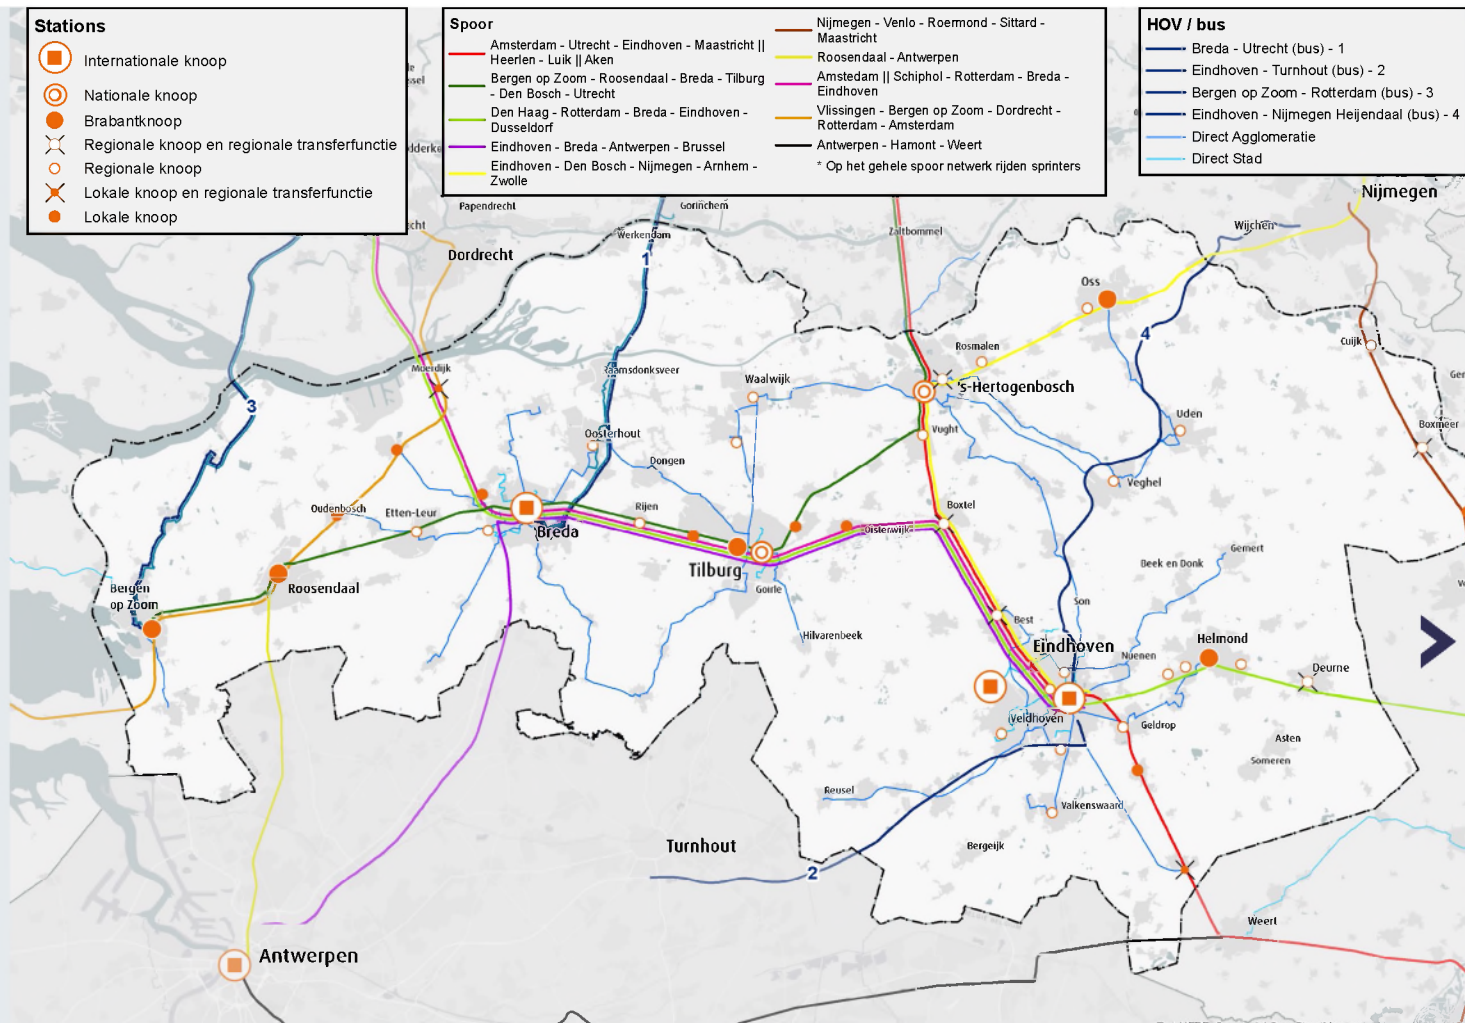 Stations
Internationale knoop
Nationale knoop
Brabantknoop
Regionale knoop en regionale transferfunctie
Regionale knoop
Lokale knoop en regionale transferfunctie
Lokale knoop
Spoor
Amsterdam - Utrecht - Eindhoven - Maastricht ||
Heerlen - Luik || Aken
Bergen op Zoom - Roosendaal - Breda - Tilburg
- Den Bosch - Utrecht
Den Haag - Rotterdam - Breda - Eindhoven -
Dusseldorf
Eindhoven - Breda - Antwerpen - Brussel
Eindhoven - Den Bosch - Nijmegen - Arnhem -
Zwolle
Nijmegen - Venlo - Roermond - Sittard -
Maastricht
Roosendaal - Antwerpen
Amstedam || Schiphol - Rotterdam - Breda -
Eindhoven
Vlissingen - Bergen op Zoom - Dordrecht -
Rotterdam - Amsterdam
Antwerpen - Hamont - Weert
* Op het gehele spoor netwerk rijden sprinters
HOV / bus
Breda - Utrecht (bus) - 1
Eindhoven - Turnhout (bus) - 2
Bergen op Zoom - Rotterdam (bus) - 3
Eindhoven - Nijmegen Heijendaal (bus) - 4
Direct Agglomeratie
Direct Stad
Nijmegen
Papendrecht
Gorinchem
Werkendam
Zaltbommel
Wijchen
Dordrecht
1
Oss
4
Cuijk
Rosmalen
Moerdijk
Raamsdonksveer
Waalwijk
's-Hertogenbosch
3
Uden
Boxmeer
Oosterhout
Vught
Dongen
Veghel
Oudenbosch
Etten-Leur
Rijen
Boxtel
Breda
Oisterwijk
Tilburg
Gemert
Beek en Donk
Bergen
op Zoom
Roosendaal
Goirle
Son
Best
Hilvarenbeek
Eindhoven
Helmond
Nuenen
Deurne
Veldhoven
Geldrop
Asten
Someren
Reusel
Valkenswaard
Turnhout
Bergeijk
2
Weert
Antwerpen